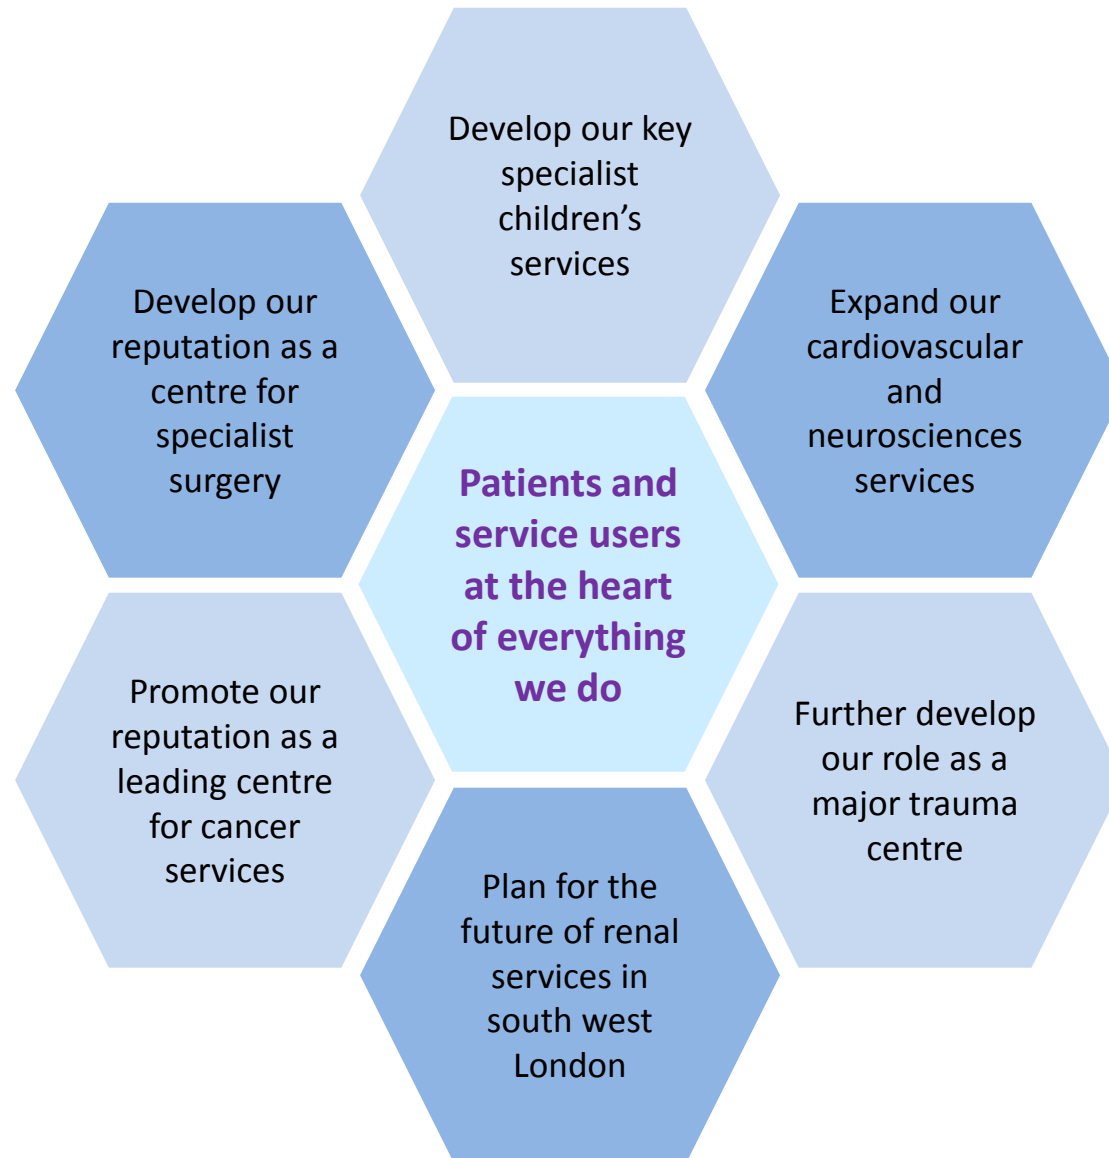 Develop our key
specialist
children’s
services
Develop our
reputation as a
centre for
specialist
surgery
Expand our
cardiovascular
and
neurosciences
services
Patients and
service users
at the heart
of everything
we do
Promote our
reputation as a
leading centre
for cancer
services
Further develop
our role as a
major trauma
centre
Plan for the
future of renal
services in
south west
London